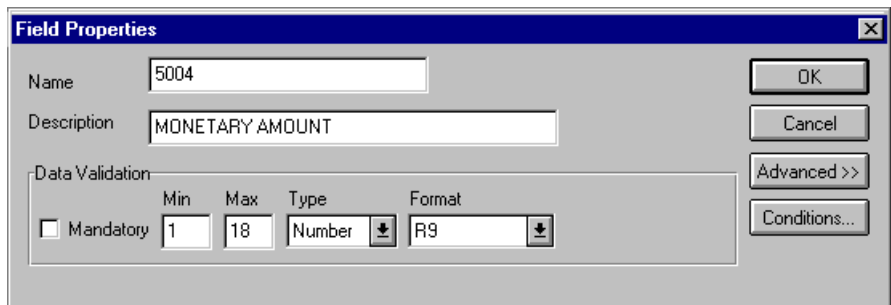 Field Properties
Name 5004 OK
Description MONETARY AMOUNT Cancel
Data Validation Advanced >>
Min Max Type Format
Mandatory 1 18 Number R9 Conditions...